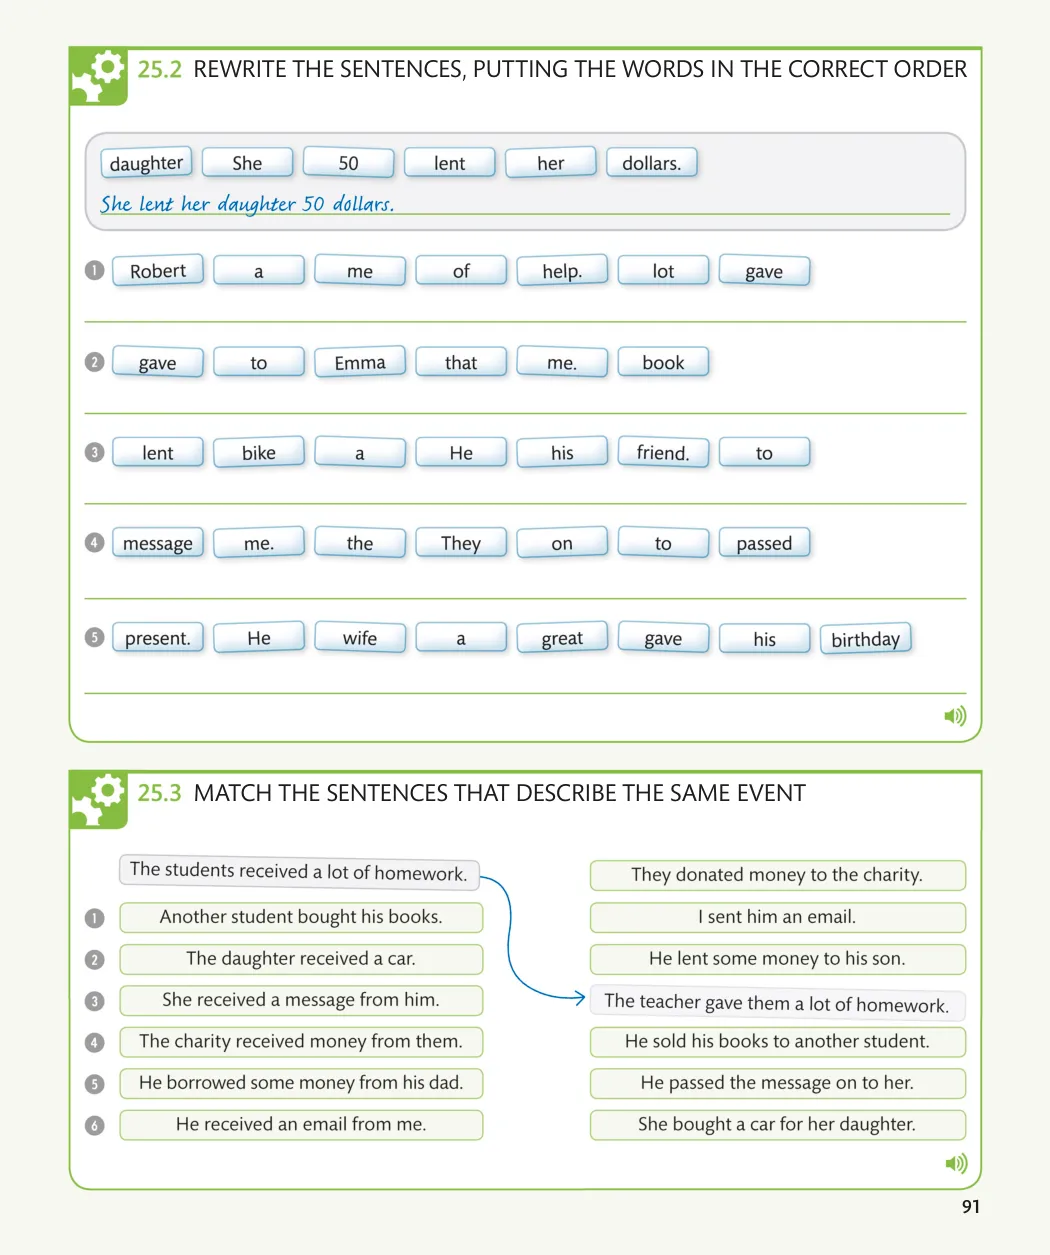 25.2 REWRITE THE SENTENCES, PUTTING THE WORDS IN THE CORRECT ORDER
daughter She 50 lent her dollars.
She lent her daughter 50 dollars.
1 Robert a me of help. lot gave
2 gave to Emma that me. book
3 lent bike a He his friend. to
4 message me. the They on to passed
5 present. He wife a great gave his birthday
25.3 MATCH THE SENTENCES THAT DESCRIBE THE SAME EVENT
The students received a lot of homework. They donated money to the charity.
1 Another student bought his books. I sent him an email.
2 The daughter received a car. He lent some money to his son.
3 She received a message from him. The teacher gave them a lot of homework.
4 The charity received money from them. He sold his books to another student.
5 He borrowed some money from his dad. He passed the message on to her.
6 He received an email from me. She bought a car for her daughter.
91